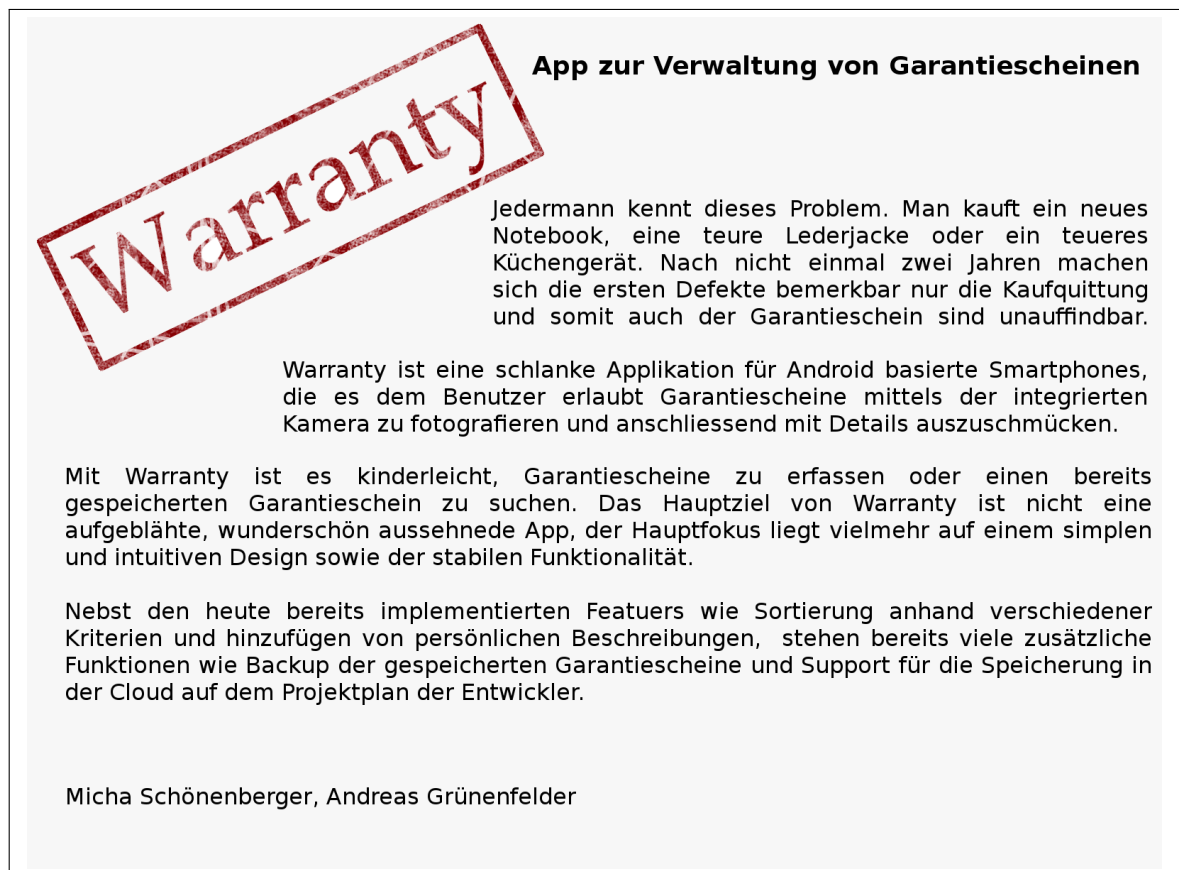 Warranty
App zur Verwaltung von Garantiescheinen
Jedermann kennt dieses Problem. Man kauft ein neues
Notebook, eine teure Lederjacke oder ein teueres
Küchengerät. Nach nicht einmal zwei Jahren machen
sich die ersten Defekte bemerkbar nur die Kaufquittung
und somit auch der Garantieschein sind unauffindbar.
Warranty ist eine schlanke Applikation für Android basierte Smartphones,
die es dem Benutzer erlaubt Garantiescheine mittels der integrierten
Kamera zu fotografieren und anschliessend mit Details auszuschmücken.
Mit Warranty ist es kinderleicht, Garantiescheine zu erfassen oder einen bereits
gespeicherten Garantieschein zu suchen. Das Hauptziel von Warranty ist nicht eine
aufgeblähte, wunderschön aussehnede App, der Hauptfokus liegt vielmehr auf einem simplen
und intuitiven Design sowie der stabilen Funktionalität.
Nebst den heute bereits implementierten Featuers wie Sortierung anhand verschiedener
Kriterien und hinzufügen von persönlichen Beschreibungen, stehen bereits viele zusätzliche
Funktionen wie Backup der gespeicherten Garantiescheine und Support für die Speicherung in
der Cloud auf dem Projektplan der Entwickler.
Micha Schönenberger, Andreas Grünenfelder